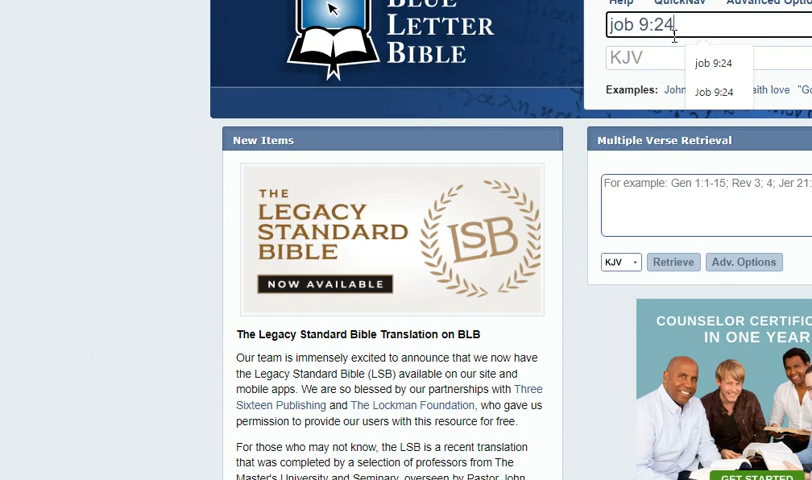 Help QuickNav Advanced
BLUE
LETTER
BIBLE
job 9:24
KJV
job 9:24
Job 9:24
Examples: love
New Items
Multiple Verse Retrieval
THE
LEGACY
STANDARD
BIBLE
LSB
NOW AVAILABLE
For example: Gen 1:1-15; Rev 3; 4; Jer 21:
KJV Retrieve Adv. Options
COUNSELOR
IN ONE YEAR
GET STARTED
The Legacy Standard Bible Translation on BLB
Our team is immensely excited to announce that we now have
the Legacy Standard Bible (LSB) available on our site and
mobile apps. We are so blessed by our partnerships with Three
Sixteen Publishing and The Lockman Foundation, who gave us
permission to provide our users with this resource for free.
For those who may not know, the LSB is a recent translation
that was completed by a selection of professors from The
Master's University and Seminary, overseen by Pastor John